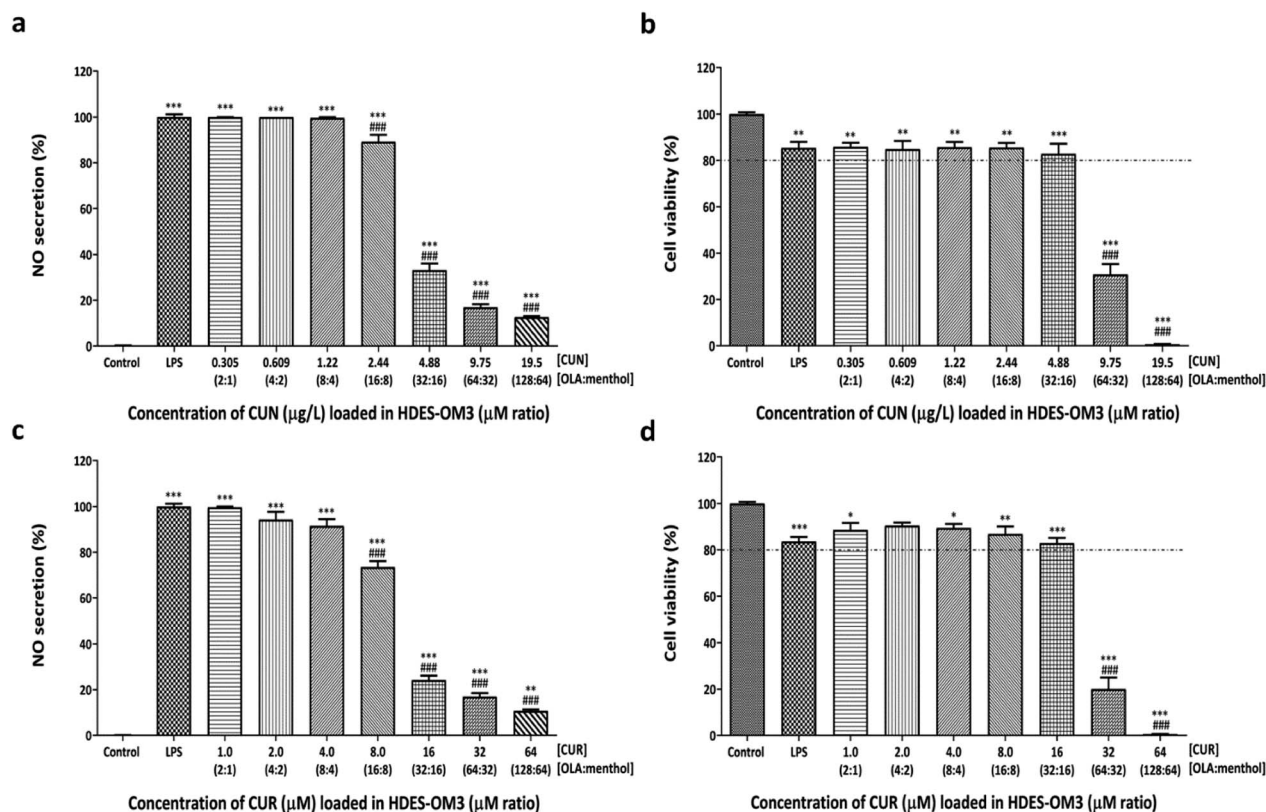 a
NO secretion (%)
120
100
80
60
40
20
0
*** *** *** *** *** *** *** ***
### ### ### ###
Control LPS 0.305 0.609 1.22 2.44 4.88 9.75 19.5 [CUN]
(2:1) (4:2) (8:4) (16:8) (32:16) (64:32) (128:64) [OLA:menthol]
Concentration of CUN (μg/L) loaded in HDES-OM3 (μM ratio)
b
Cell viability (%)
120
100
80
60
40
20
0
** ** ** ** ** *** *** ***
### ###
Control LPS 0.305 0.609 1.22 2.44 4.88 9.75 19.5 [CUN]
(2:1) (4:2) (8:4) (16:8) (32:16) (64:32) (128:64) [OLA:menthol]
Concentration of CUN (μg/L) loaded in HDES-OM3 (μM ratio)
c
NO secretion (%)
120
100
80
60
40
20
0
*** *** *** *** *** *** *** **
### ### ### ###
Control LPS 1.0 2.0 4.0 8.0 16 32 64 [CUR]
(2:1) (4:2) (8:4) (16:8) (32:16) (64:32) (128:64) [OLA:menthol]
Concentration of CUR (μM) loaded in HDES-OM3 (μM ratio)
d
Cell viability (%)
120
100
80
60
40
20
0
*** * * ** *** *** ***
### ###
Control LPS 1.0 2.0 4.0 8.0 16 32 64 [CUR]
(2:1) (4:2) (8:4) (16:8) (32:16) (64:32) (128:64) [OLA:menthol]
Concentration of CUR (μM) loaded in HDES-OM3 (μM ratio)